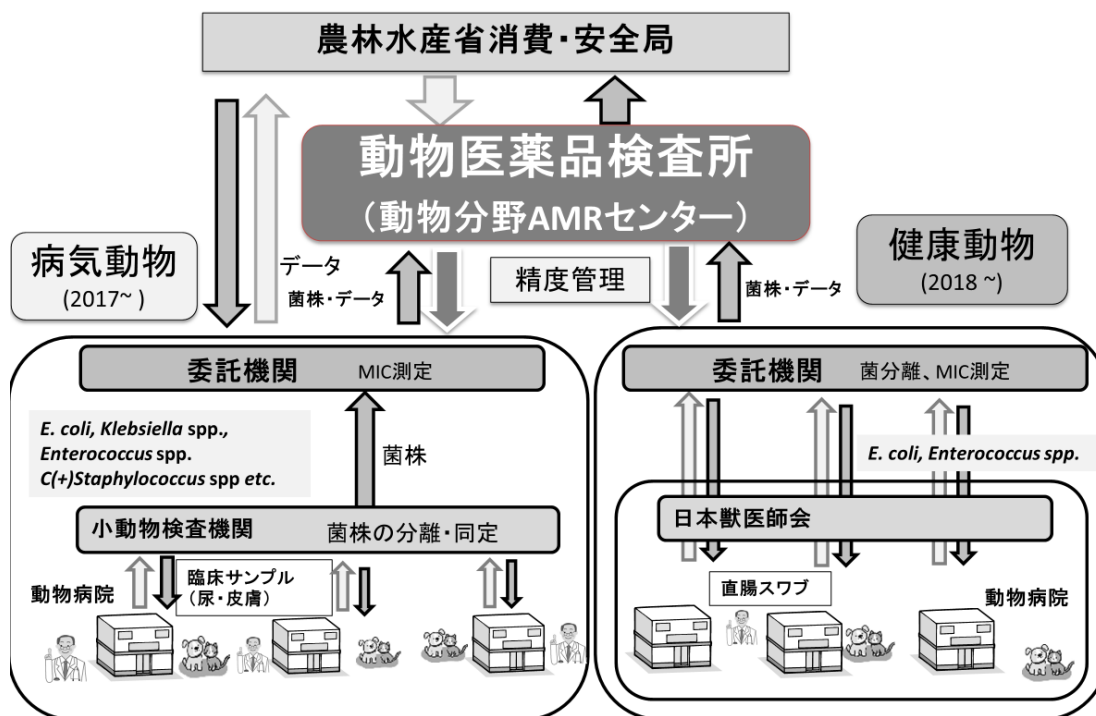 農林水産省消費・安全局
動物医薬品検査所
（動物分野AMRセンター）
病気動物
(2017~ )
データ
菌株・データ
精度管理
菌株・データ
健康動物
(2018 ~)
委託機関 MIC測定
E. coli, Klebsiella spp.,
Enterococcus spp.
C(+)Staphylococcus spp etc.
菌株
小動物検査機関 菌株の分離・同定
動物病院
臨床サンプル
（尿・皮膚）
委託機関 菌分離、MIC測定
E. coli, Enterococcus spp.
日本獣医師会
直腸スワブ
動物病院